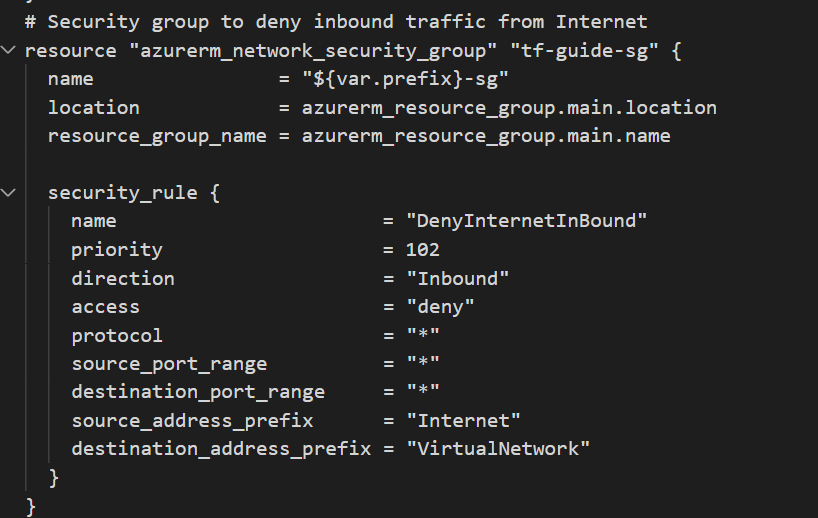 # Security group to deny inbound traffic from Internet
resource "azurerm_network_security_group" "tf-guide-sg" {
  name                = "${var.prefix}-sg"
  location            = azurerm_resource_group.main.location
  resource_group_name = azurerm_resource_group.main.name

  security_rule {
    name                       = "DenyInternetInBound"
    priority                   = 102
    direction                  = "Inbound"
    access                     = "deny"
    protocol                   = "*"
    source_port_range          = "*"
    destination_port_range     = "*"
    source_address_prefix      = "Internet"
    destination_address_prefix = "VirtualNetwork"
  }
}